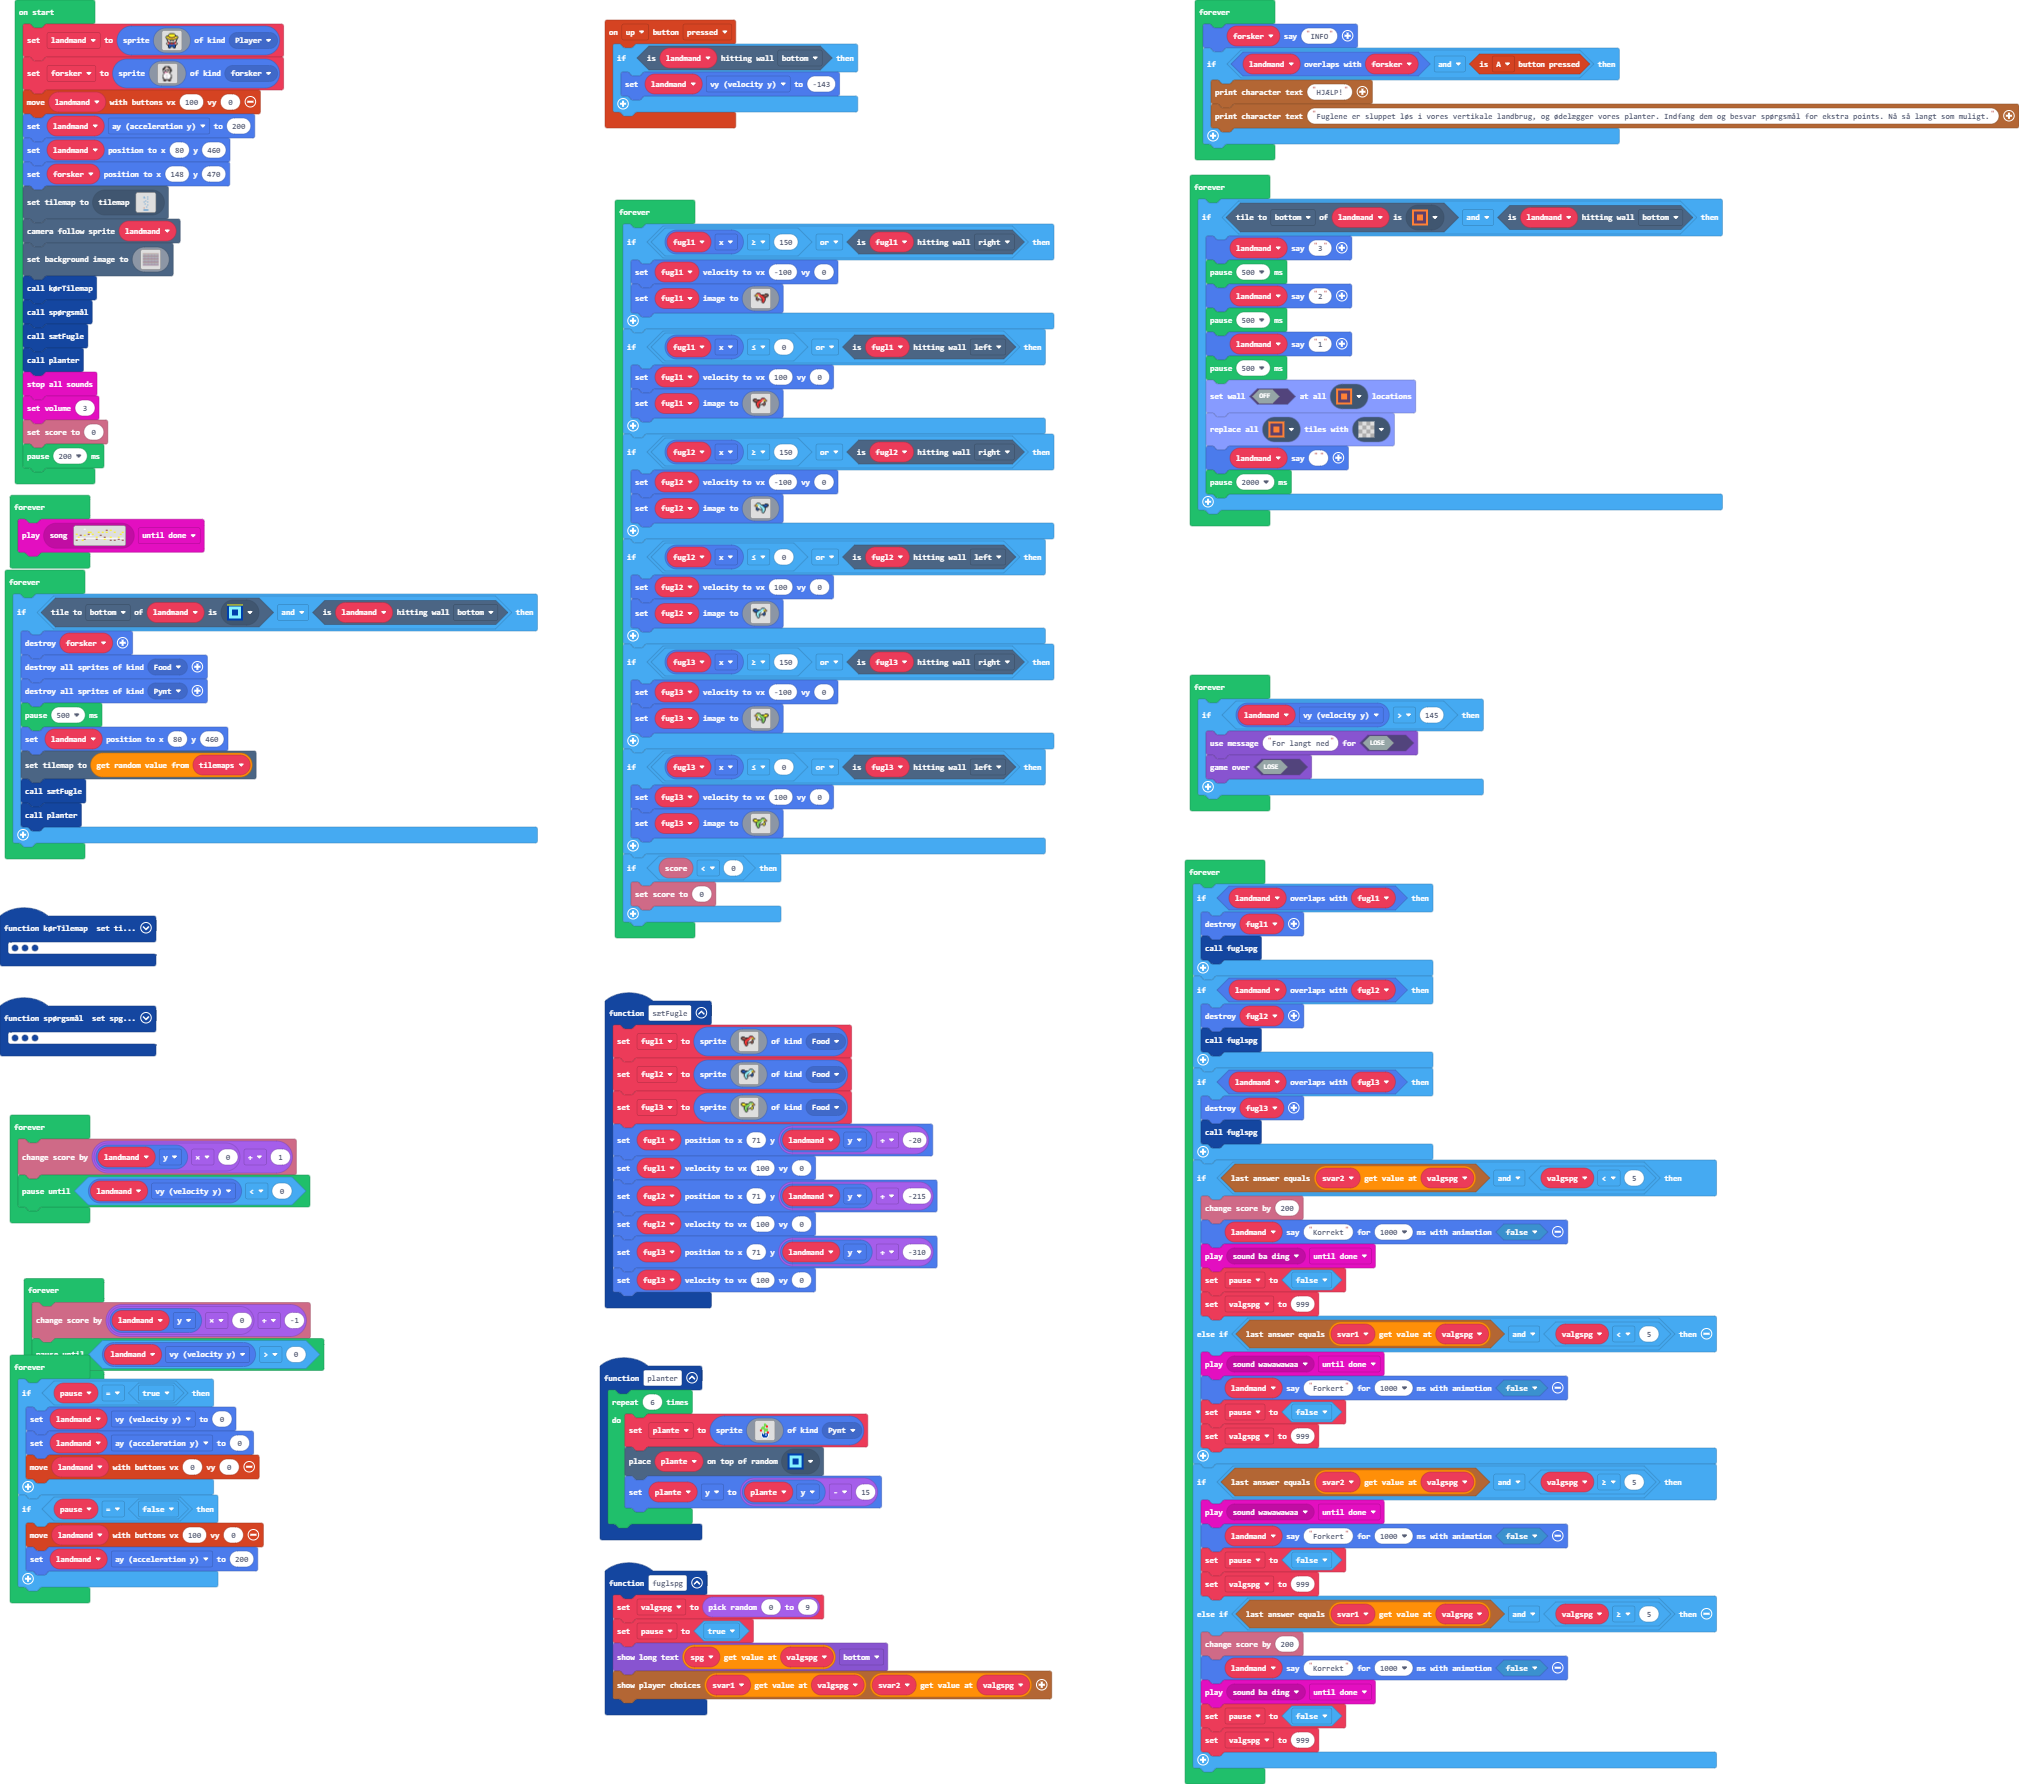 on start
set landmand to sprite of kind Player
set forsker to sprite of kind forsker
move landmand with buttons vx 100 vy 0
set landmand ay (acceleration y) to 200
set landmand position to x 80 y 460
set forsker position to x 148 y 470
set tilemap to tilemap
camera follow sprite landmand
set background image to
call kørTilemap
call spørgsmål
call sætFugle
call planter
stop all sounds
set volume 3
set score to 0
pause 200 ms
forever
play song until done
forever
if tile to bottom of landmand is and is landmand hitting wall bottom then
destroy forsker
destroy all sprites of kind Food
destroy all sprites of kind Pynt
pause 500 ms
set landmand position to x 80 y 460
set tilemap to get random value from tilemaps
call sætFugle
call planter
function kørTilemap set ti...
function spørgsmål set spg...
forever
change score by landmand y × 0 + 1
pause until landmand vy (velocity y) < 0
forever
change score by landmand y × 0 + -1
pause until landmand vy (velocity y) > 0
forever
if pause = true then
set landmand vy (velocity y) to 0
set landmand ay (acceleration y) to 0
move landmand with buttons vx 0 vy 0
if pause = false then
move landmand with buttons vx 100 vy 0
set landmand ay (acceleration y) to 200
on up button pressed
if is landmand hitting wall bottom then
set landmand vy (velocity y) to -143
forever
if fugl1 x ≥ 150 or is fugl1 hitting wall right then
set fugl1 velocity to vx -100 vy 0
set fugl1 image to
if fugl1 x ≤ 0 or is fugl1 hitting wall left then
set fugl1 velocity to vx 100 vy 0
set fugl1 image to
if fugl2 x ≥ 150 or is fugl2 hitting wall right then
set fugl2 velocity to vx -100 vy 0
set fugl2 image to
if fugl2 x ≤ 0 or is fugl2 hitting wall left then
set fugl2 velocity to vx 100 vy 0
set fugl2 image to
if fugl3 x ≥ 150 or is fugl3 hitting wall right then
set fugl3 velocity to vx -100 vy 0
set fugl3 image to
if fugl3 x ≤ 0 or is fugl3 hitting wall left then
set fugl3 velocity to vx 100 vy 0
set fugl3 image to
if score < 0 then
set score to 0
function sætFugle
set fugl1 to sprite of kind Food
set fugl2 to sprite of kind Food
set fugl3 to sprite of kind Food
set fugl1 position to x 71 y landmand y + -20
set fugl1 velocity to vx 100 vy 0
set fugl2 position to x 71 y landmand y + -215
set fugl2 velocity to vx 100 vy 0
set fugl3 position to x 71 y landmand y + -310
set fugl3 velocity to vx 100 vy 0
function planter
repeat 6 times
do
set plante to sprite of kind Pynt
place plante on top of random
set plante y to plante y - 15
function fuglspg
set valgspg to pick random 0 to 9
set pause to true
show long text spg get value at valgspg bottom
show player choices svar1 get value at valgspg svar2 get value at valgspg
forever
forsker say "INFO"
if landmand overlaps with forsker and is A button pressed then
print character text "HJÆLP!"
print character text "Fuglene er sluppet løs i vores vertikale landbrug, og ødelægger vores planter. Indfang dem og besvar spørgsmål for ekstra points. Nå så langt som muligt."
forever
if tile to bottom of landmand is and is landmand hitting wall bottom then
landmand say "3"
pause 500 ms
landmand say "2"
pause 500 ms
landmand say "1"
pause 500 ms
set wall OFF at all locations
replace all tiles with
landmand say " "
pause 2000 ms
forever
if landmand vy (velocity y) > 145 then
use message "For langt ned" for LOSE
game over LOSE
forever
if landmand overlaps with fugl1 then
destroy fugl1
call fuglspg
if landmand overlaps with fugl2 then
destroy fugl2
call fuglspg
if landmand overlaps with fugl3 then
destroy fugl3
call fuglspg
if last answer equals svar2 get value at valgspg and valgspg < 5 then
change score by 200
landmand say "Korrekt" for 1000 ms with animation false
play sound ba ding until done
set pause to false
set valgspg to 999
else if last answer equals svar1 get value at valgspg and valgspg < 5 then
play sound wawawawaa until done
landmand say "Forkert" for 1000 ms with animation false
set pause to false
set valgspg to 999
if last answer equals svar2 get value at valgspg and valgspg ≥ 5 then
play sound wawawawaa until done
landmand say "Forkert" for 1000 ms with animation false
set pause to false
set valgspg to 999
else if last answer equals svar1 get value at valgspg and valgspg ≥ 5 then
change score by 200
landmand say "Korrekt" for 1000 ms with animation false
play sound ba ding until done
set pause to false
set valgspg to 999